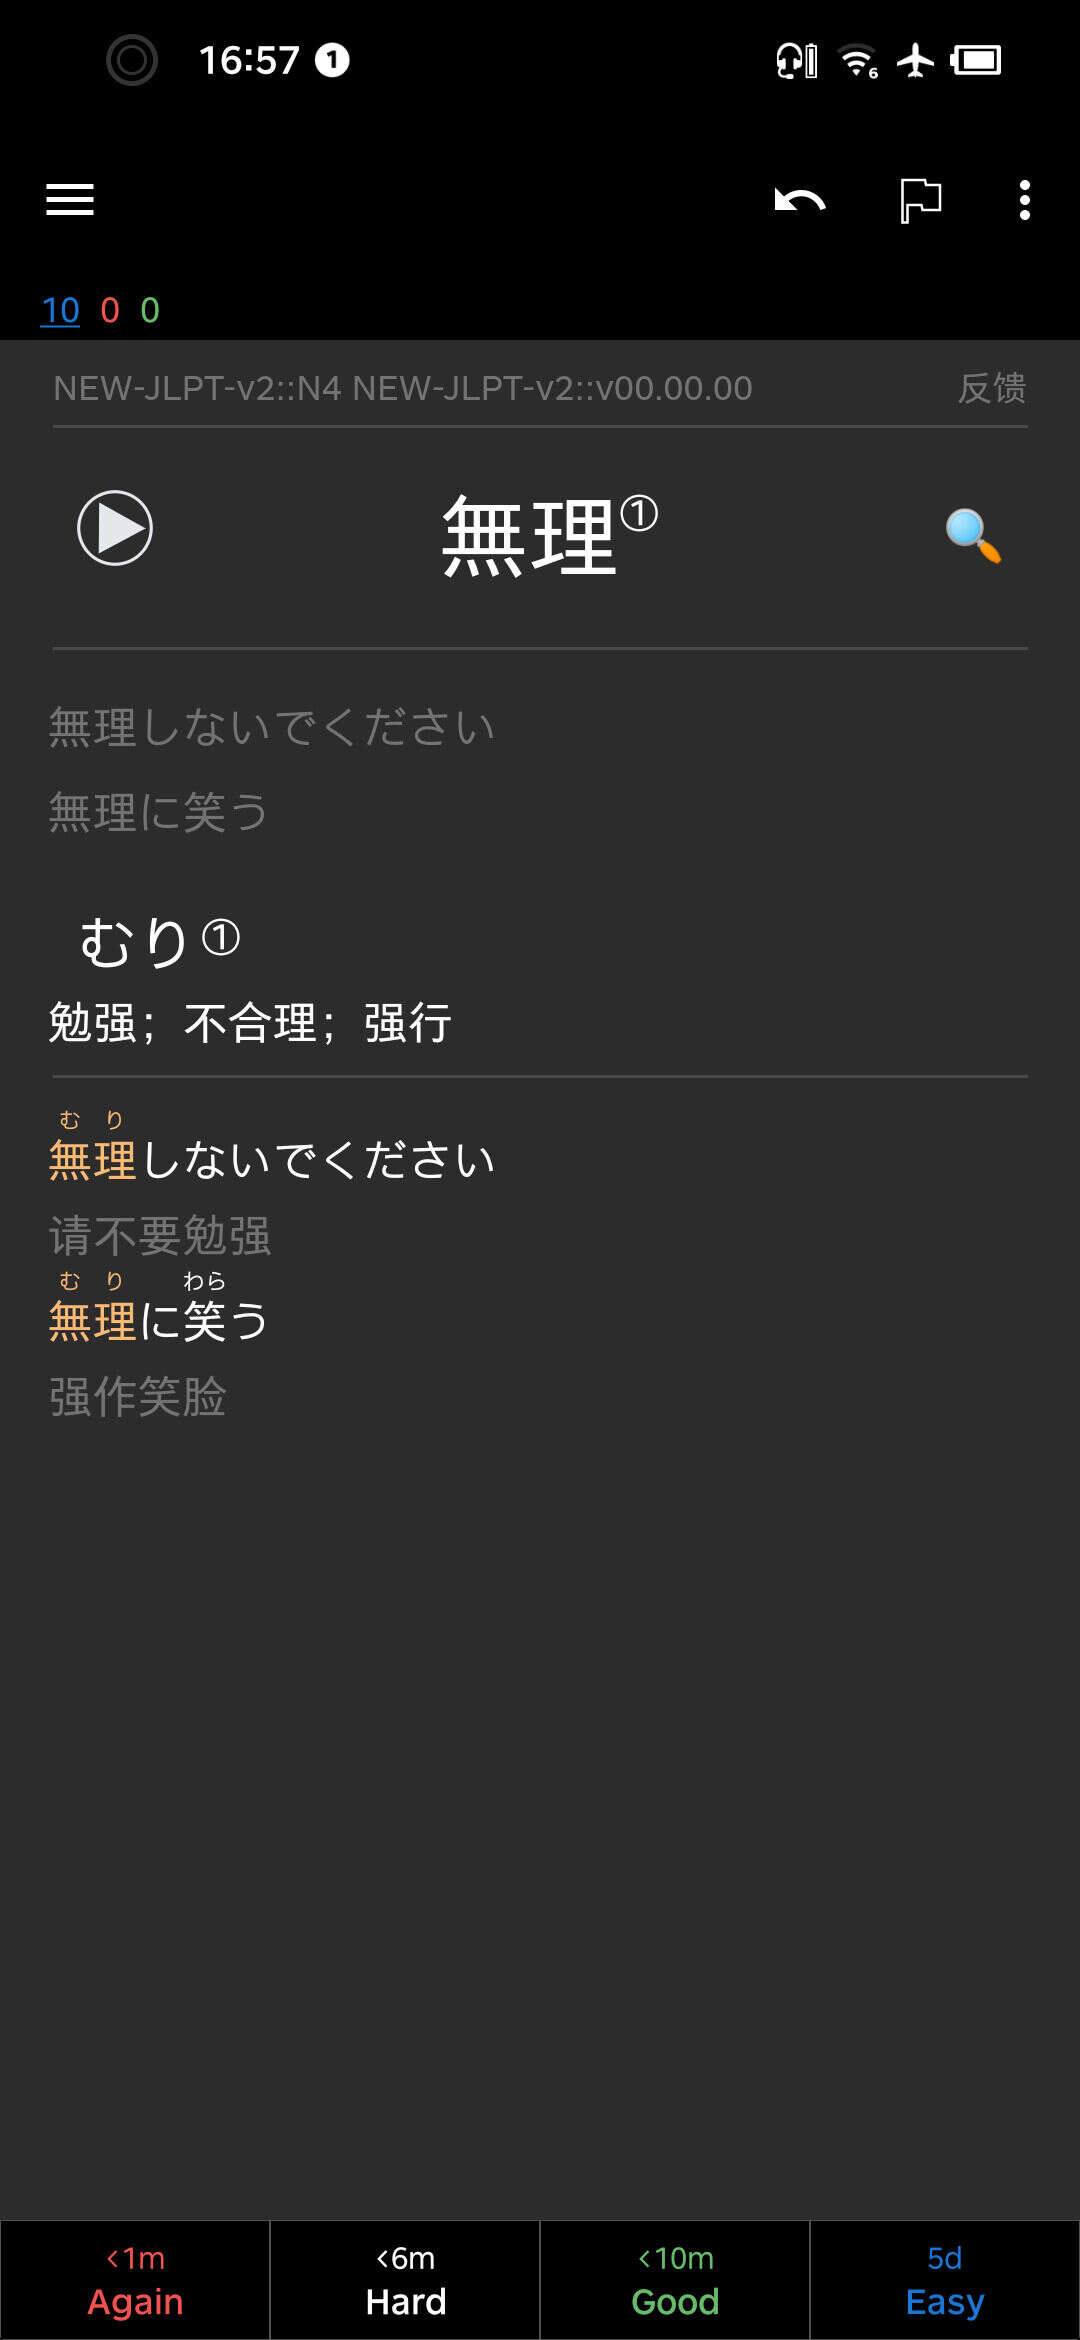 16:57 1
6
10 0 0
NEW-JLPT-v2::N4 NEW-JLPT-v2::v00.00.00 反馈
無理①
無理しないでください
無理に笑う
むり①
勉强；不合理；强行
むり
無理しないでください
请不要勉强
むり わら
無理に笑う
强作笑脸
<1m <6m <10m 5d
Again Hard Good Easy